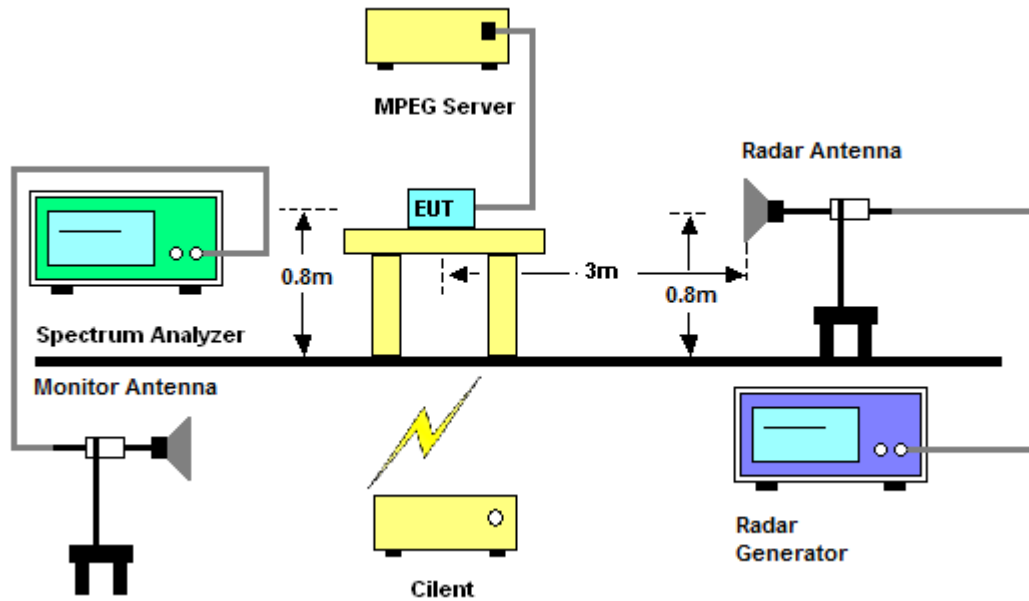 MPEG Server
Radar Antenna
EUT
0.8m
3m
0.8m
Spectrum Analyzer
Monitor Antenna
Radar
Generator
Cilent